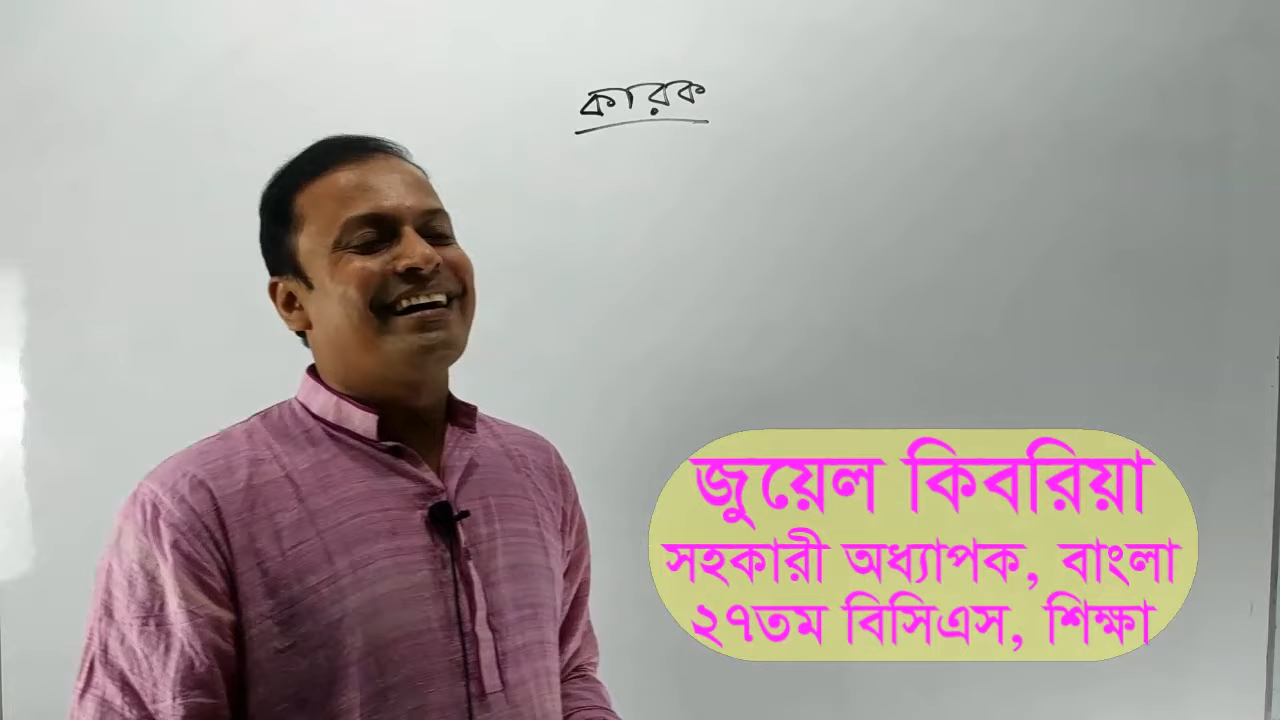 কারক
জুয়েল কিবরিয়া
সহকারী অধ্যাপক, বাংলা
২৭তম বিসিএস, শিক্ষা